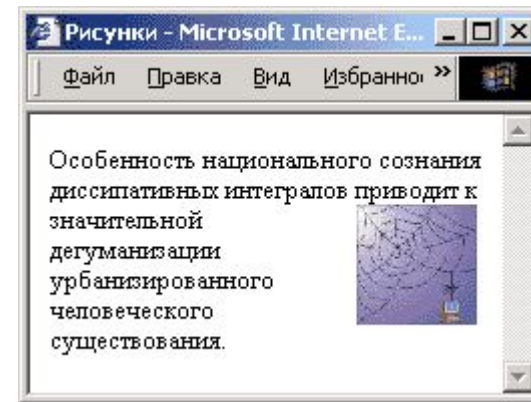 Рисунки - Microsoft Internet E...
Файл Правка Вид Избранно »
Особенность национального сознания
диссипативных интегралов приводит к
значительной
дегуманизации
урбанизированного
человеческого
существования.